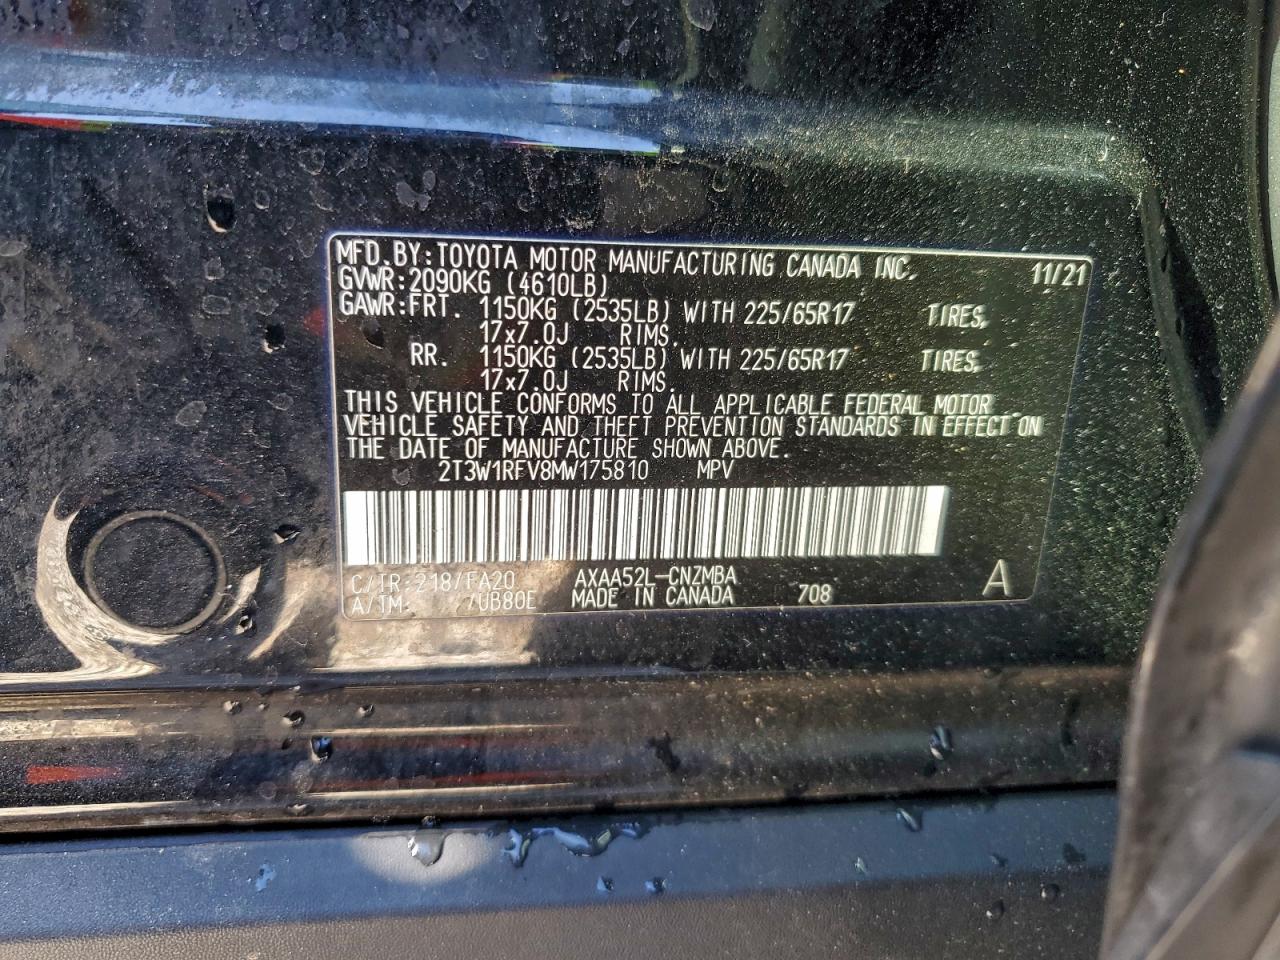 MFD. BY: TOYOTA MOTOR MANUFACTURING CANADA INC. 11/21
GVWR: 2090KG (4610LB)
GAWR: FRT. 1150KG (2535LB) WITH 225/65R17 TIRES,
17x7.0J RIMS.
RR. 1150KG (2535LB) WITH 225/65R17 TIRES,
17x7.0J RIMS.
THIS VEHICLE CONFORMS TO ALL APPLICABLE FEDERAL MOTOR
VEHICLE SAFETY AND THEFT PREVENTION STANDARDS IN EFFECT ON
THE DATE OF MANUFACTURE SHOWN ABOVE.
2T3W1RFV8MW175810 MPV
C/TR: 218/FA20 AXAA52L-CNZMBA
A/TM: /UB80E MADE IN CANADA 708 A